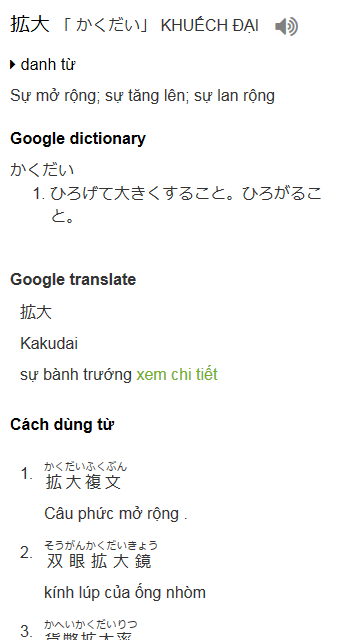 拡大 「 かくだい」 KHUẾCH ĐẠI
danh từ
Sự mở rộng; sự tăng lên; sự lan rộng
Google dictionary
かくだい
1. ひろげて大きくすること。ひろがるこ
と。
Google translate
拡大
Kakudai
sự bành trướng xem chi tiết
Cách dùng từ
かくだいふくぶん
1. 拡大複文
Câu phức mở rộng .
そうがんかくだいきょう
2. 双眼拡大鏡
kính lúp của ống nhòm
かへいかくだいりつ
3. 貨幣拡大率